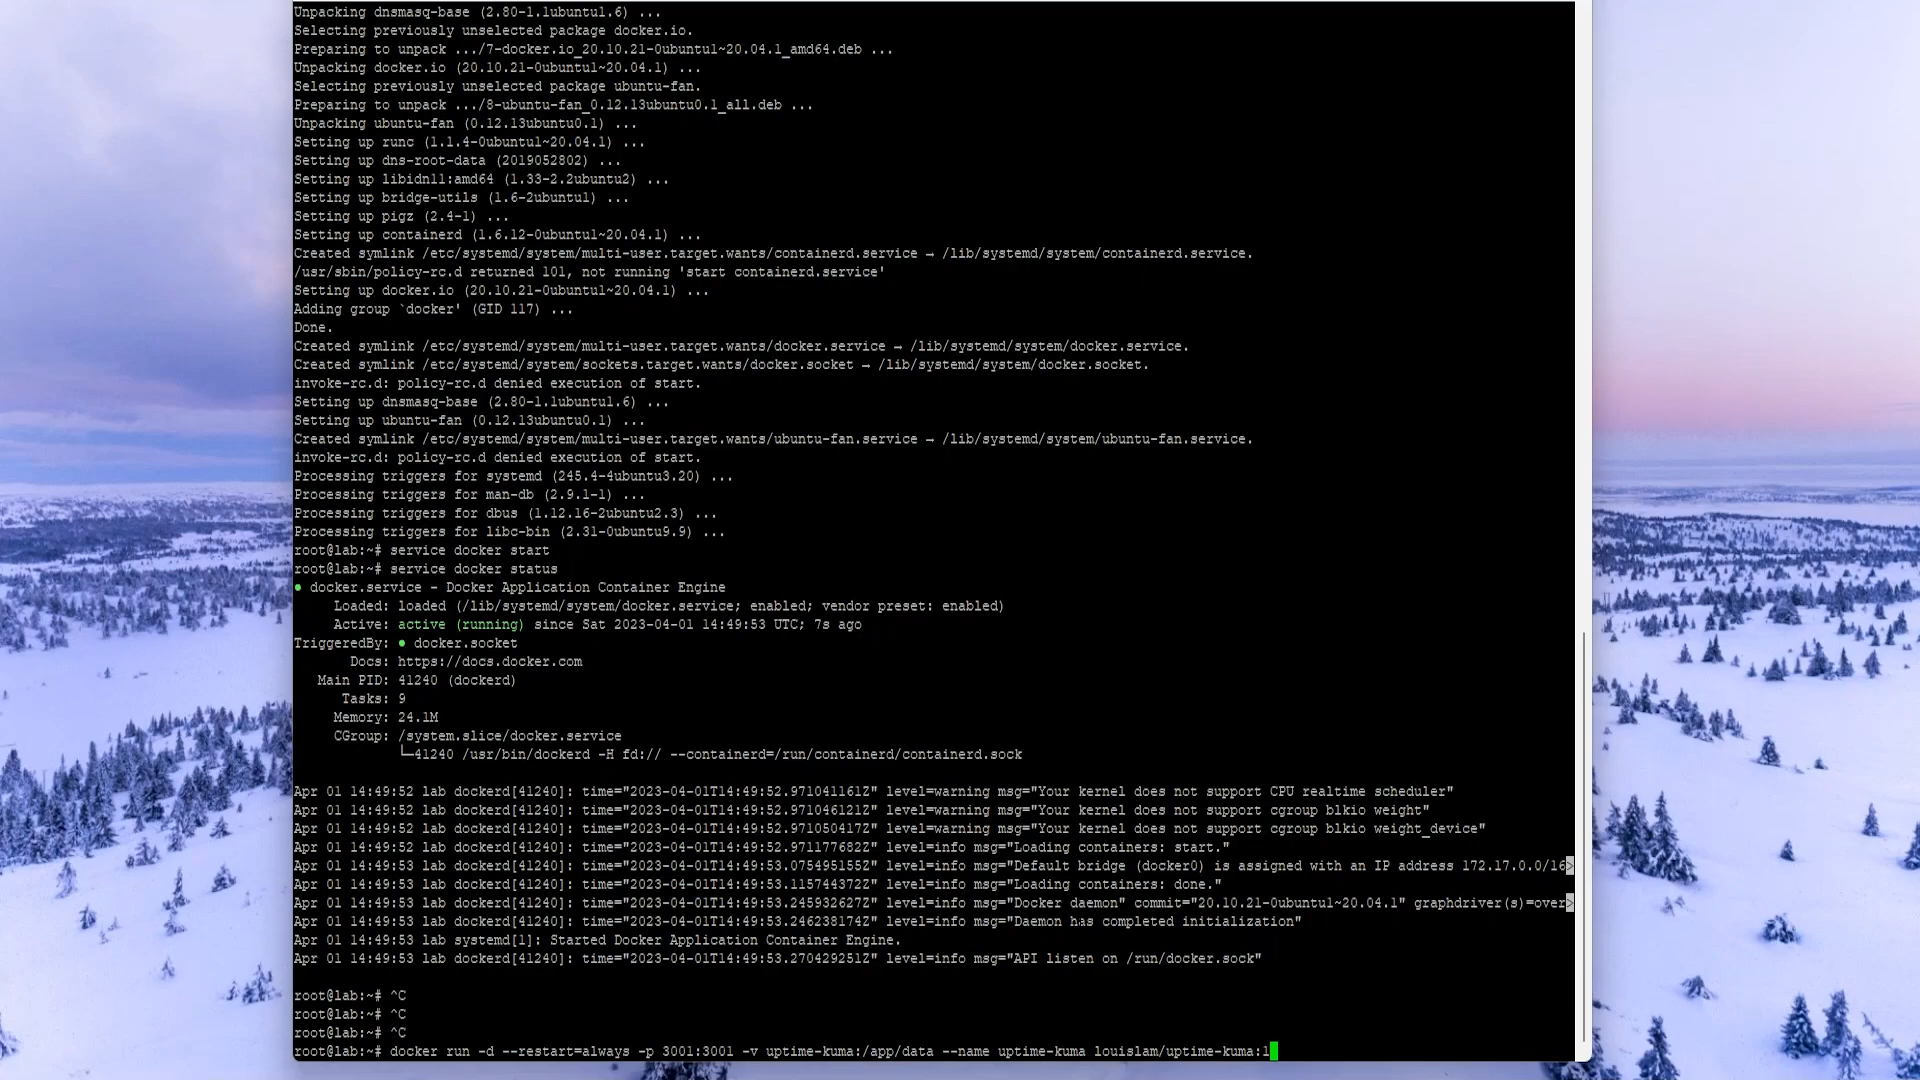 Unpacking dnsmasq-base (2.80-1.1ubuntu1.6) ...
Selecting previously unselected package docker.io.
Preparing to unpack .../7-docker.io_20.10.21-0ubuntu1~20.04.1_amd64.deb ...
Unpacking docker.io (20.10.21-0ubuntu1~20.04.1) ...
Selecting previously unselected package ubuntu-fan.
Preparing to unpack .../8-ubuntu-fan_0.12.13ubuntu0.1_all.deb ...
Unpacking ubuntu-fan (0.12.13ubuntu0.1) ...
Setting up runc (1.1.4-0ubuntu1~20.04.1) ...
Setting up dns-root-data (2019052802) ...
Setting up libidn11:amd64 (1.33-2.2ubuntu2) ...
Setting up bridge-utils (1.6-2ubuntu1) ...
Setting up pigz (2.4-1) ...
Setting up containerd (1.6.12-0ubuntu1~20.04.1) ...
Created symlink /etc/systemd/system/multi-user.target.wants/containerd.service → /lib/systemd/system/containerd.service.
/usr/sbin/policy-rc.d returned 101, not running 'start containerd.service'
Setting up docker.io (20.10.21-0ubuntu1~20.04.1) ...
Adding group `docker' (GID 117) ...
Done.
Created symlink /etc/systemd/system/multi-user.target.wants/docker.service → /lib/systemd/system/docker.service.
Created symlink /etc/systemd/system/sockets.target.wants/docker.socket → /lib/systemd/system/docker.socket.
invoke-rc.d: policy-rc.d denied execution of start.
Setting up dnsmasq-base (2.80-1.1ubuntu1.6) ...
Setting up ubuntu-fan (0.12.13ubuntu0.1) ...
Created symlink /etc/systemd/system/multi-user.target.wants/ubuntu-fan.service → /lib/systemd/system/ubuntu-fan.service.
invoke-rc.d: policy-rc.d denied execution of start.
Processing triggers for systemd (245.4-4ubuntu3.20) ...
Processing triggers for man-db (2.9.1-1) ...
Processing triggers for dbus (1.12.16-2ubuntu2.3) ...
Processing triggers for libc-bin (2.31-0ubuntu9.9) ...
root@lab:~# service docker start
root@lab:~# service docker status
● docker.service - Docker Application Container Engine
Loaded: loaded (/lib/systemd/system/docker.service; enabled; vendor preset: enabled)
Active: active (running) since Sat 2023-04-01 14:49:53 UTC; 7s ago
TriggeredBy: ● docker.socket
Docs: https://docs.docker.com
Main PID: 41240 (dockerd)
Tasks: 9
Memory: 24.1M
CGroup: /system.slice/docker.service
└─41240 /usr/bin/dockerd -H fd:// --containerd=/run/containerd/containerd.sock
Apr 01 14:49:52 lab dockerd[41240]: time="2023-04-01T14:49:52.971041161Z" level=warning msg="Your kernel does not support CPU realtime scheduler"
Apr 01 14:49:52 lab dockerd[41240]: time="2023-04-01T14:49:52.971046121Z" level=warning msg="Your kernel does not support cgroup blkio weight"
Apr 01 14:49:52 lab dockerd[41240]: time="2023-04-01T14:49:52.971050417Z" level=warning msg="Your kernel does not support cgroup blkio weight_device"
Apr 01 14:49:52 lab dockerd[41240]: time="2023-04-01T14:49:52.971177682Z" level=info msg="Loading containers: start."
Apr 01 14:49:53 lab dockerd[41240]: time="2023-04-01T14:49:53.075495155Z" level=info msg="Default bridge (docker0) is assigned with an IP address 172.17.0.0/16>
Apr 01 14:49:53 lab dockerd[41240]: time="2023-04-01T14:49:53.115744372Z" level=info msg="Loading containers: done."
Apr 01 14:49:53 lab dockerd[41240]: time="2023-04-01T14:49:53.245932627Z" level=info msg="Docker daemon" commit="20.10.21-0ubuntu1~20.04.1" graphdriver(s)=over>
Apr 01 14:49:53 lab dockerd[41240]: time="2023-04-01T14:49:53.246238174Z" level=info msg="Daemon has completed initialization"
Apr 01 14:49:53 lab systemd[1]: Started Docker Application Container Engine.
Apr 01 14:49:53 lab dockerd[41240]: time="2023-04-01T14:49:53.270429251Z" level=info msg="API listen on /run/docker.sock"
root@lab:~# ^C
root@lab:~# ^C
root@lab:~# ^C
root@lab:~# docker run -d --restart=always -p 3001:3001 -v uptime-kuma:/app/data --name uptime-kuma louislam/uptime-kuma:1